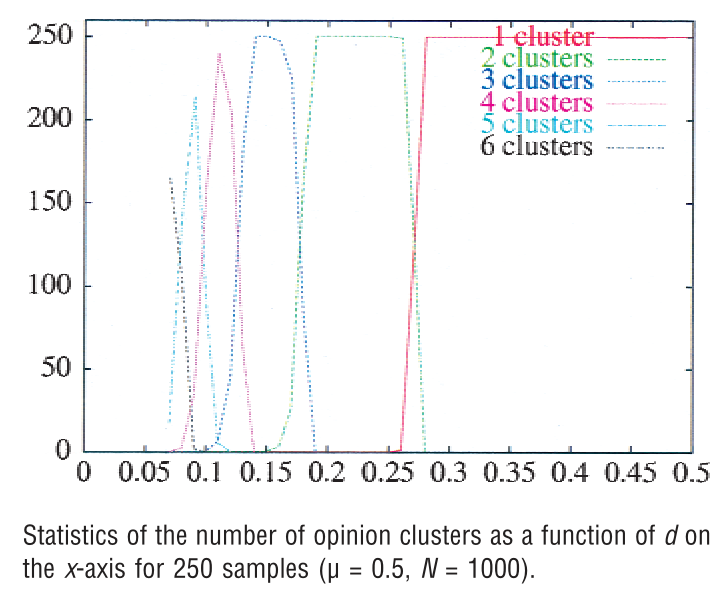 250
200
150
100
50
0
1 cluster
2 clusters
3 clusters
4 clusters
5 clusters
6 clusters
0 0.05 0.1 0.15 0.2 0.25 0.3 0.35 0.4 0.45 0.5
Statistics of the number of opinion clusters as a function of d on
the x-axis for 250 samples (μ = 0.5, N = 1000).